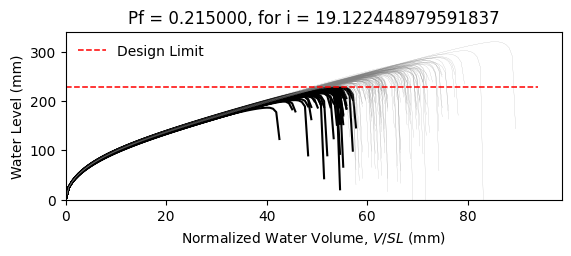 Pf = 0.215000, for i = 19.122448979591837
Design Limit
Water Level (mm)
300
200
100
0
0 20 40 60 80
Normalized Water Volume, V/SL (mm)